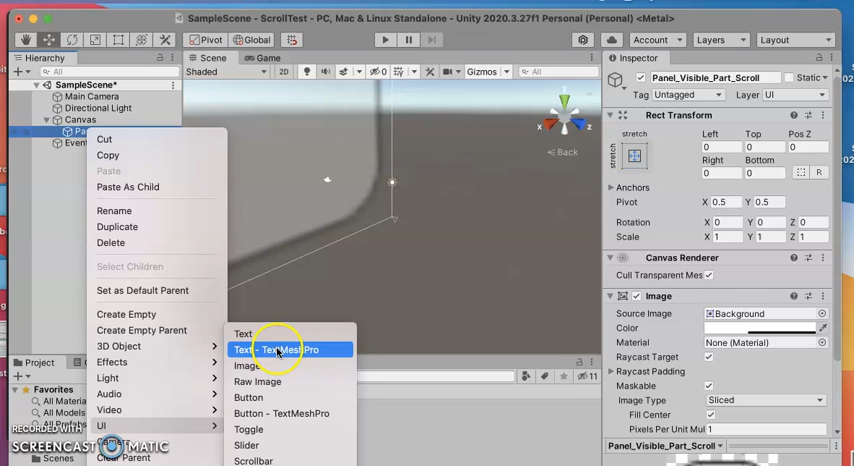 SampleScene - ScrollTest - PC, Mac & Linux Standalone - Unity 2020.3.27f1 Personal (Personal) <Metal>
Pivot
Global
Account
Layers
Layout
Hierarchy
All
SampleScene*
Main Camera
Directional Light
Canvas
Pa
Event
Scene
Game
Shaded
2D
0
Gizmos
All
Y
X
Z
Back
Cut
Copy
Paste
Paste As Child
Rename
Duplicate
Delete
Select Children
Set as Default Parent
Create Empty
Create Empty Parent
3D Object
Effects
Light
Audio
Video
UI
Camera
Clear Parent
Text
Text - TextMeshPro
Image
Raw Image
Button
Button - TextMeshPro
Toggle
Slider
Scrollbar
Project
Favorites
All Materia
All Models
Scenes
11
RECORDED WITH
SCREENCAST MATIC
Inspector
Panel_Visible_Part_Scroll
Static
Tag Untagged
Layer UI
Rect Transform
stretch
stretch
Left Top Pos Z
0 0 0
Right Bottom
0 0 R
Anchors
Pivot X 0.5 Y 0.5
Rotation X 0 Y 0 Z 0
Scale X 1 Y 1 Z 1
Canvas Renderer
Cull Transparent Mes
Image
Source Image Background
Color
Material None (Material)
Raycast Target
Raycast Padding
Maskable
Image Type Sliced
Fill Center
Pixels Per Unit Mul 1
Panel_Visible_Part_Scroll